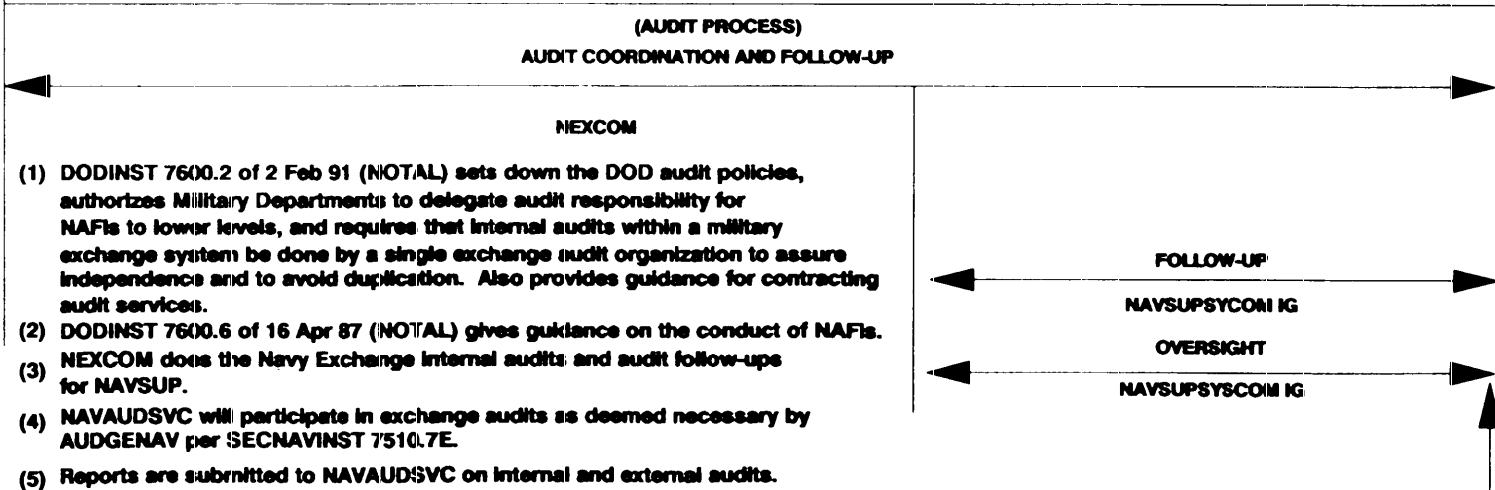 (AUDIT PROCESS)
AUDIT COORDINATION AND FOLLOW-UP
NEXCOM
(1) DODINST 7600.2 of 2 Feb 91 (NOTAL) sets down the DOD audit policies,
authorizes Military Departments to delegate audit responsibility for
NAFIs to lower levels, and requires that internal audits within a military
exchange system be done by a single exchange audit organization to assure
independence and to avoid duplication. Also provides guidance for contracting
audit services.
(2) DODINST 7600.6 of 16 Apr 87 (NOTAL) gives guidance on the conduct of NAFIs.
(3) NEXCOM does the Navy Exchange internal audits and audit follow-ups
for NAVSUP.
(4) NAVAUDSVC will participate in exchange audits as deemed necessary by
AUDGENAV per SECNAVINST 7510.7E.
(5) Reports are submitted to NAVAUDSVC on internal and external audits.
FOLLOW-UP
NAVSUPSYCOM IG
OVERSIGHT
NAVSUPSYSCOM IG